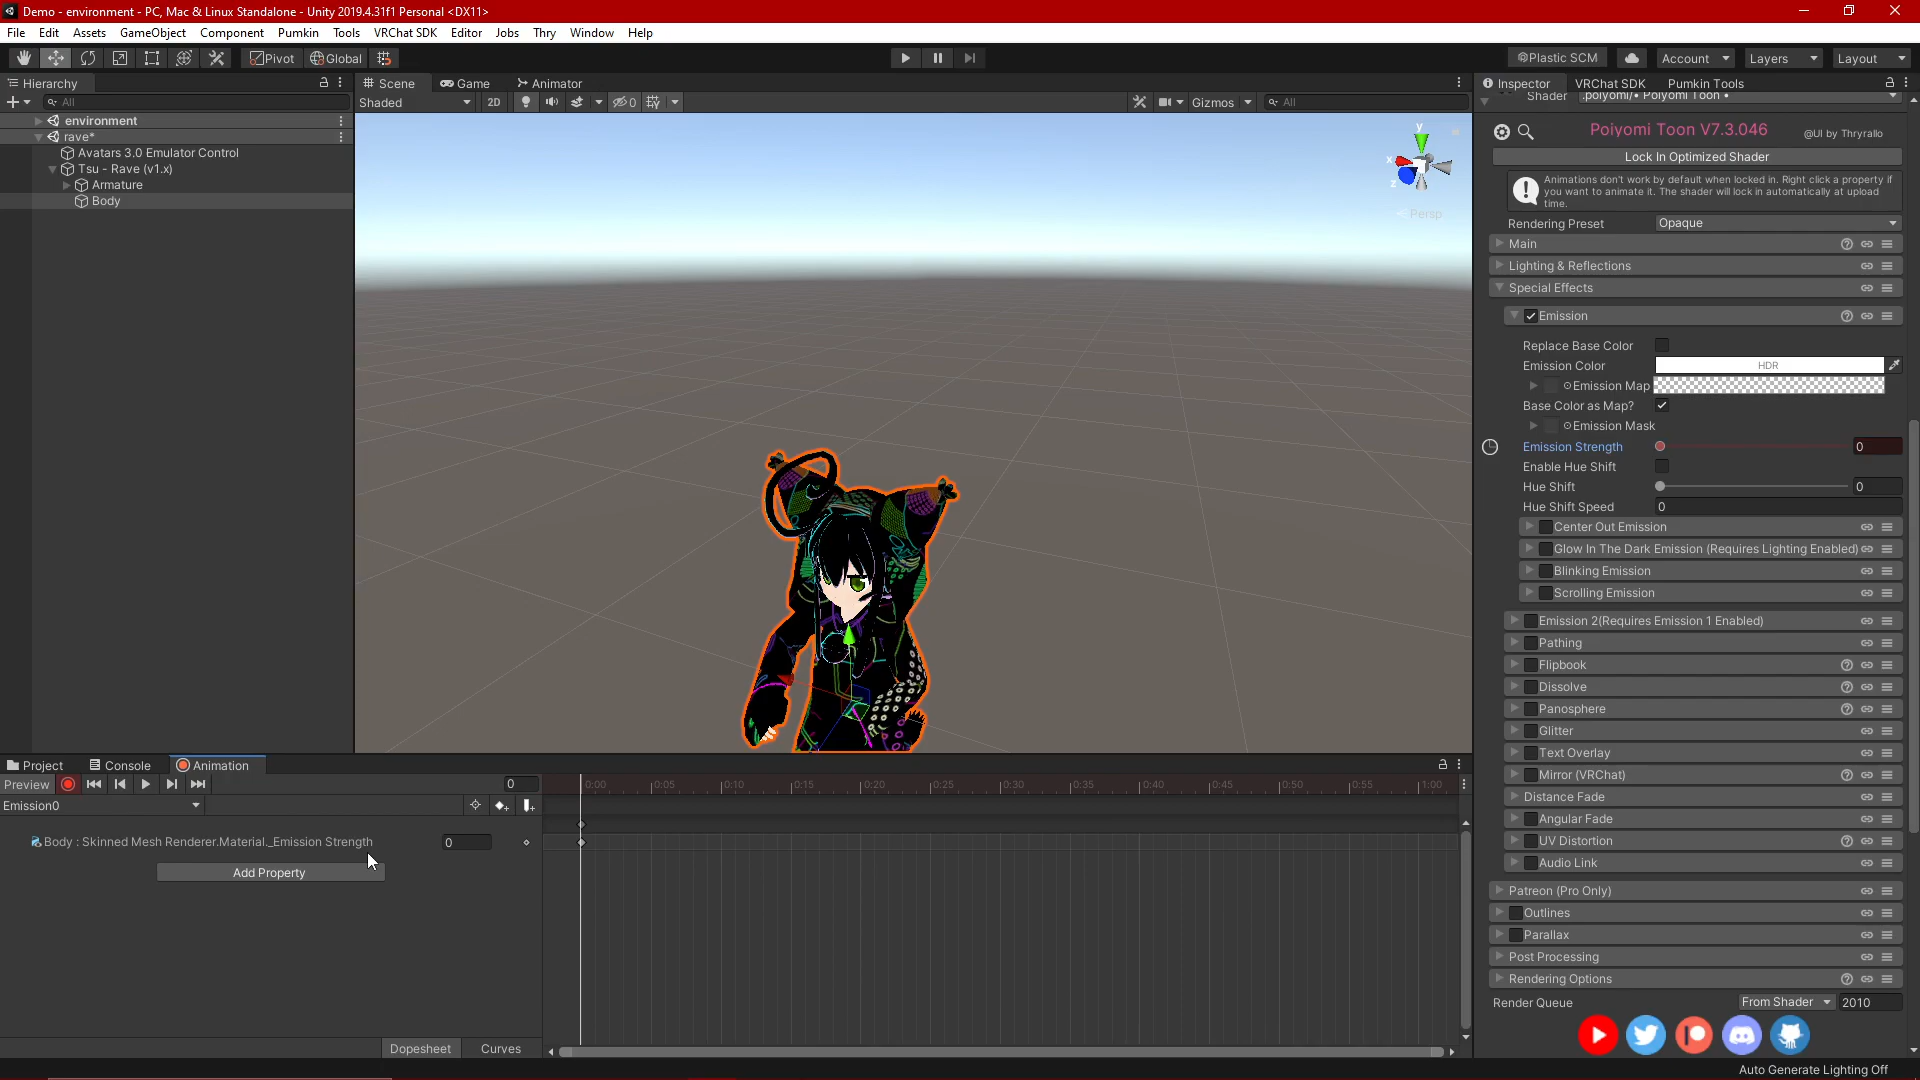 Demo - environment - PC, Mac & Linux Standalone - Unity 2019.4.31f1 Personal <DX11>
File Edit Assets GameObject Component Pumkin Tools VRChat SDK Editor Jobs Thry Window Help
Pivot Global Plastic SCM Account Layers Layout
Hierarchy
All
environment
rave*
Avatars 3.0 Emulator Control
Tsu - Rave (v1.x)
Armature
Body
Scene Game Animator
Shaded 2D 0 Gizmos All
y
x
z
Persp
Inspector VRChat SDK Pumkin Tools
Shader .poiyomi/• Poiyomi Toon •
Poiyomi Toon V7.3.046 @UI by Thryrallo
Lock In Optimized Shader
Animations don't work by default when locked in. Right click a property if
you want to animate it. The shader will lock in automatically at upload
time.
Rendering Preset Opaque
Main
Lighting & Reflections
Special Effects
Emission
Replace Base Color
Emission Color HDR
Emission Map
Base Color as Map?
Emission Mask
Emission Strength 0
Enable Hue Shift
Hue Shift 0
Hue Shift Speed 0
Center Out Emission
Glow In The Dark Emission (Requires Lighting Enabled)
Blinking Emission
Scrolling Emission
Emission 2(Requires Emission 1 Enabled)
Pathing
Flipbook
Dissolve
Panosphere
Glitter
Text Overlay
Mirror (VRChat)
Distance Fade
Angular Fade
UV Distortion
Audio Link
Patreon (Pro Only)
Outlines
Parallax
Post Processing
Rendering Options
Render Queue From Shader 2010
Project Console Animation
Preview 0
0:00 0:05 0:10 0:15 0:20 0:25 0:30 0:35 0:40 0:45 0:50 0:55 1:00
Emission0
Body : Skinned Mesh Renderer.Material._Emission Strength 0
Add Property
Dopesheet Curves
Auto Generate Lighting Off